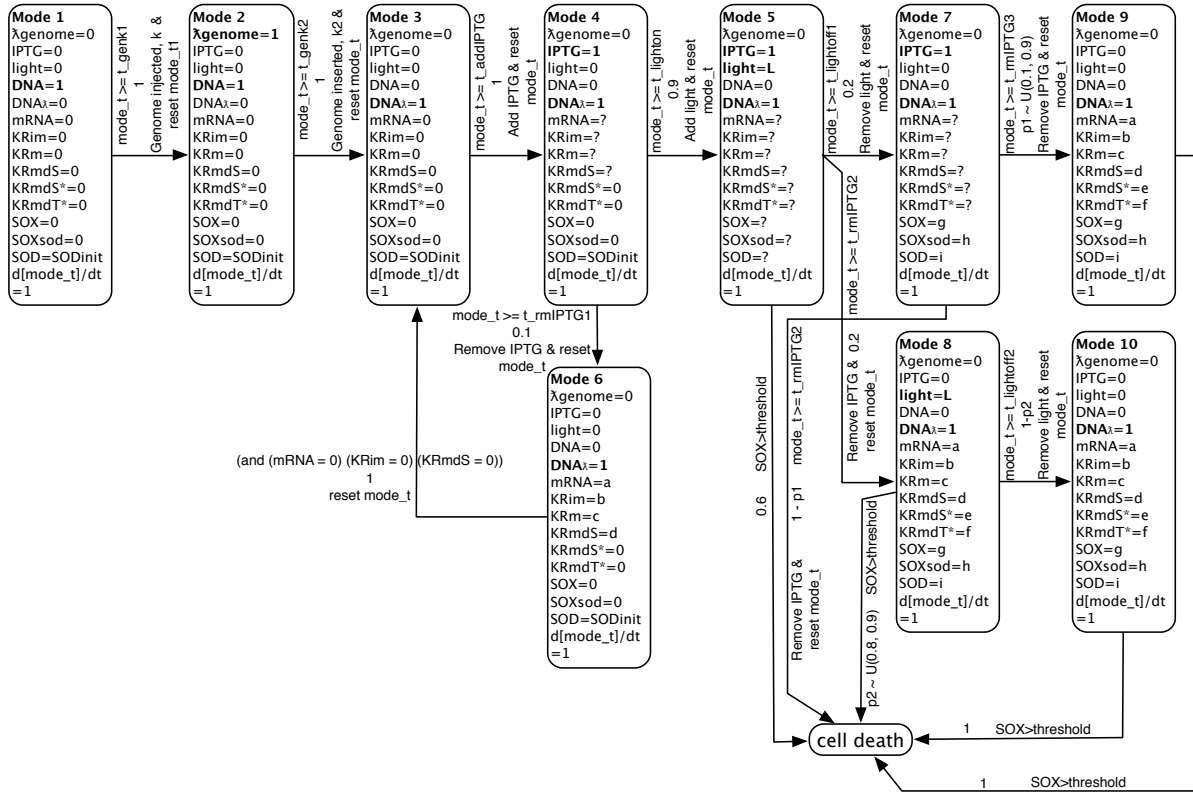 Mode 1
λgenome=0
IPTG=0
light=0
DNA=1
DNAλ=0
mRNA=0
KRim=0
KRm=0
KRmdS=0
KRmdS*=0
KRmdT*=0
SOX=0
SOXsod=0
SOD=SODinit
d[mode_t]/dt
=1
mode_t >= t_genk1
1
Genome injected, k &
reset mode_t1
Mode 2
λgenome=1
IPTG=0
light=0
DNA=1
DNAλ=0
mRNA=0
KRim=0
KRm=0
KRmdS=0
KRmdS*=0
KRmdT*=0
SOX=0
SOXsod=0
SOD=SODinit
d[mode_t]/dt
=1
mode_t >= t_genk2
1
Genome inserted, k2 &
reset mode_t
Mode 3
λgenome=0
IPTG=0
light=0
DNA=0
DNAλ=1
mRNA=0
KRim=0
KRm=0
KRmdS=0
KRmdS*=0
KRmdT*=0
SOX=0
SOXsod=0
SOD=SODinit
d[mode_t]/dt
=1
mode_t >= t_addIPTG
1
Add IPTG & reset
mode_t
Mode 4
λgenome=0
IPTG=1
light=0
DNA=0
DNAλ=1
mRNA=?
KRim=?
KRm=?
KRmdS=?
KRmdS*=0
KRmdT*=0
SOX=0
SOXsod=0
SOD=SODinit
d[mode_t]/dt
=1
mode_t >= t_lighton
0.9
Add light & reset
mode_t
Mode 5
λgenome=0
IPTG=1
light=L
DNA=0
DNAλ=1
mRNA=?
KRim=?
KRm=?
KRmdS=?
KRmdS*=?
KRmdT*=?
SOX=?
SOXsod=?
SOD=?
d[mode_t]/dt
=1
mode_t >= t_lightoff1
0.2
Remove light & reset
mode_t
Mode 7
λgenome=0
IPTG=1
light=0
DNA=0
DNAλ=1
mRNA=?
KRim=?
KRm=?
KRmdS=?
KRmdS*=?
KRmdT*=?
SOX=g
SOXsod=h
SOD=i
d[mode_t]/dt
=1
mode_t >= t_rmIPTG3
p1 ~ U(0.1, 0.9)
Remove IPTG & reset
mode_t
Mode 9
λgenome=0
IPTG=0
light=0
DNA=0
DNAλ=1
mRNA=a
KRim=b
KRm=c
KRmdS=d
KRmdS*=e
KRmdT*=f
SOX=g
SOXsod=h
SOD=i
d[mode_t]/dt
=1
mode_t >= t_rmIPTG1
0.1
Remove IPTG & reset
mode_t
Mode 6
λgenome=0
IPTG=0
light=0
DNA=0
DNAλ=1
mRNA=a
KRim=b
KRm=c
KRmdS=d
KRmdS*=0
KRmdT*=0
SOX=0
SOXsod=0
SOD=SODinit
d[mode_t]/dt
=1
(and (mRNA = 0) (KRim = 0) (KRmdS = 0))
1
reset mode_t
0.6 SOX>threshold
1 - p1 mode_t >= t_rmIPTG2
Remove IPTG &
reset mode_t
mode_t >= t_rmIPTG2
Remove IPTG & 0.2
reset mode_t
Mode 8
λgenome=0
IPTG=0
light=L
DNA=0
DNAλ=1
mRNA=a
KRim=b
KRm=c
KRmdS=d
KRmdS*=e
KRmdT*=f
SOX=g
SOXsod=h
SOD=i
d[mode_t]/dt
=1
mode_t >= t_lightoff2
1-p2
Remove light & reset
mode_t
Mode 10
λgenome=0
IPTG=0
light=0
DNA=0
DNAλ=1
mRNA=a
KRim=b
KRm=c
KRmdS=d
KRmdS*=e
KRmdT*=f
SOX=g
SOXsod=h
SOD=i
d[mode_t]/dt
=1
p2 ~ U(0.8, 0.9) SOX>threshold
cell death
1 SOX>threshold
1 SOX>threshold